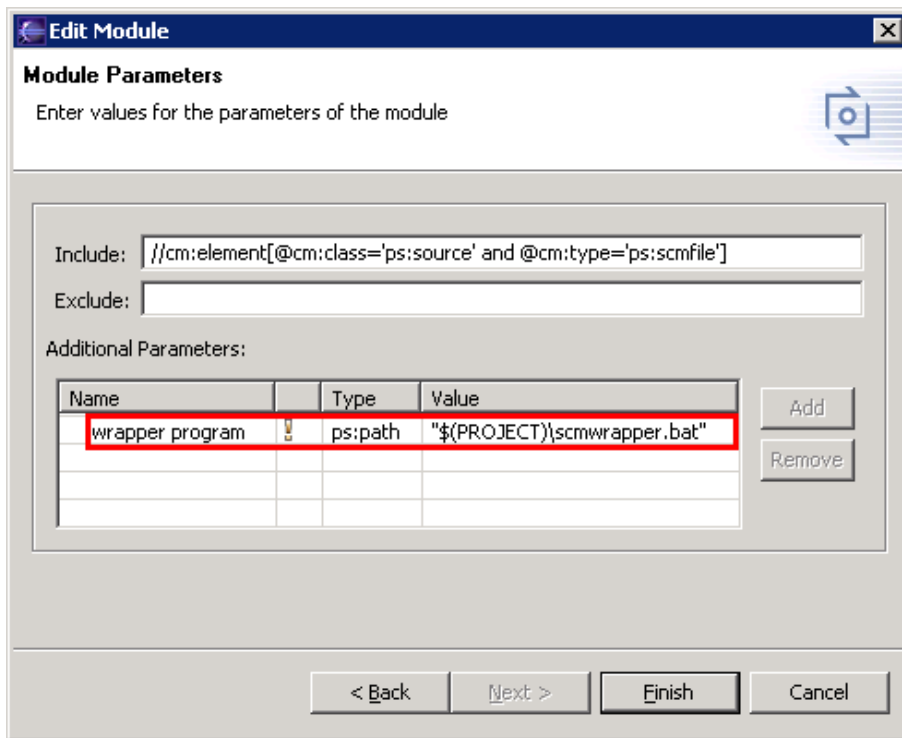 Edit Module
Module Parameters
Enter values for the parameters of the module
Include: //cm:element[@cm:class='ps:source' and @cm:type='ps:scmfile']
Exclude:
Additional Parameters:
Name ! Type Value
wrapper program ps:path "$(PROJECT)\scmwrapper.bat"
Add
Remove
< Back Next > Finish Cancel